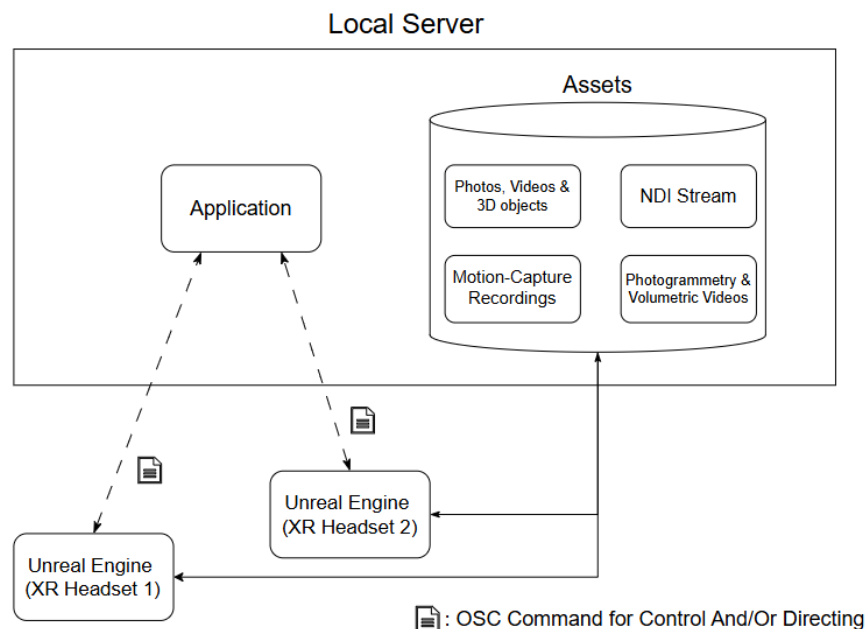 Local Server
Assets
Application
Photos, Videos &
3D objects
NDI Stream
Motion-Capture
Recordings
Photogrammetry &
Volumetric Videos
Unreal Engine
(XR Headset 2)
Unreal Engine
(XR Headset 1)
: OSC Command for Control And/Or Directing